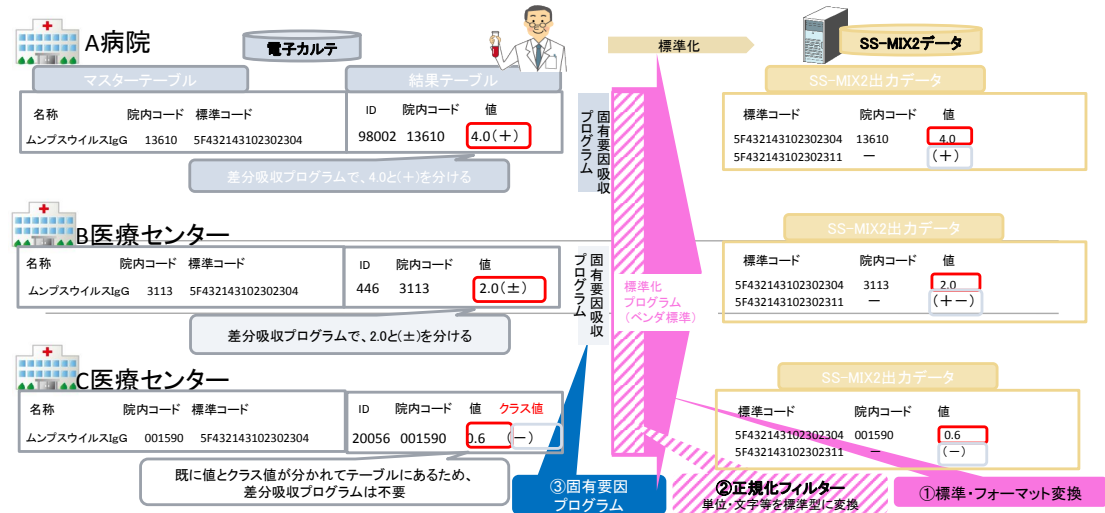 A病院
電子カルテ
標準化
SS-MIX2データ
マスターテーブル
結果テーブル
SS-MIX2出力データ
名称 院内コード 標準コード
ムンプスウイルスIgG 13610 5F432143102302304
ID 院内コード 値
98002 13610 4.0(+)
差分吸収プログラムで、4.0と(+)を分ける
固有要因吸収
プログラム
標準コード 院内コード 値
5F432143102302304 13610 4.0
5F432143102302311 ー (+)
B医療センター
SS-MIX2出力データ
名称 院内コード 標準コード
ムンプスウイルスIgG 3113 5F432143102302304
ID 院内コード 値
446 3113 2.0(±)
差分吸収プログラムで、2.0と(±)を分ける
固有要因吸収
プログラム
標準化
プログラム
(ベンダ標準)
標準コード 院内コード 値
5F432143102302304 3113 2.0
5F432143102302311 ー (+-)
C医療センター
SS-MIX2出力データ
名称 院内コード 標準コード
ムンプスウイルスIgG 001590 5F432143102302304
ID 院内コード 値 クラス値
20056 001590 0.6 (-)
既に値とクラス値が分かれてテーブルにあるため、
差分吸収プログラムは不要
標準コード 院内コード 値
5F432143102302304 001590 0.6
5F432143102302311 ー (-)
③固有要因
プログラム
②正規化フィルター
単位・文字等を標準型に変換
①標準・フォーマット変換